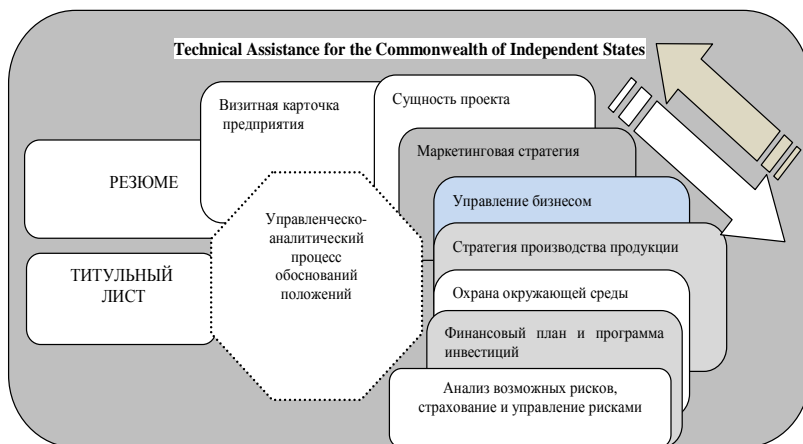 Technical Assistance for the Commonwealth of Independent States
Визитная карточка
предприятия
Сущность проекта
Маркетинговая стратегия
РЕЗЮМЕ
Управление бизнесом
Управленческо-
аналитический
процесс
обоснований
положений
Стратегия производства продукции
ТИТУЛЬНЫЙ
ЛИСТ
Охрана окружающей среды
Финансовый план и программа
инвестиций
Анализ возможных рисков,
страхование и управление рисками